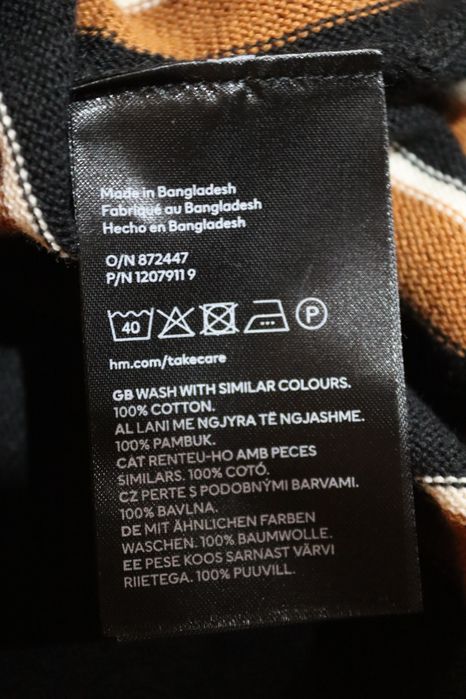 Made in Bangladesh
Fabriqué au Bangladesh
Hecho en Bangladesh
O/N 872447
P/N 1207911 9
40 P
hm.com/takecare
GB WASH WITH SIMILAR COLOURS.
100% COTTON.
AL LANI ME NGJYRA TË NGJASHME.
100% PAMBUK.
CAT RENTEU-HO AMB PECES
SIMILARS. 100% COTÓ.
CZ PERTE S PODOBNÝMI BARVAMI.
100% BAVLNA.
DE MIT ÄHNLICHEN FARBEN
WASCHEN. 100% BAUMWOLLE.
EE PESE KOOS SARNAST VÄRVI
RIIETEGA. 100% PUUVILL.